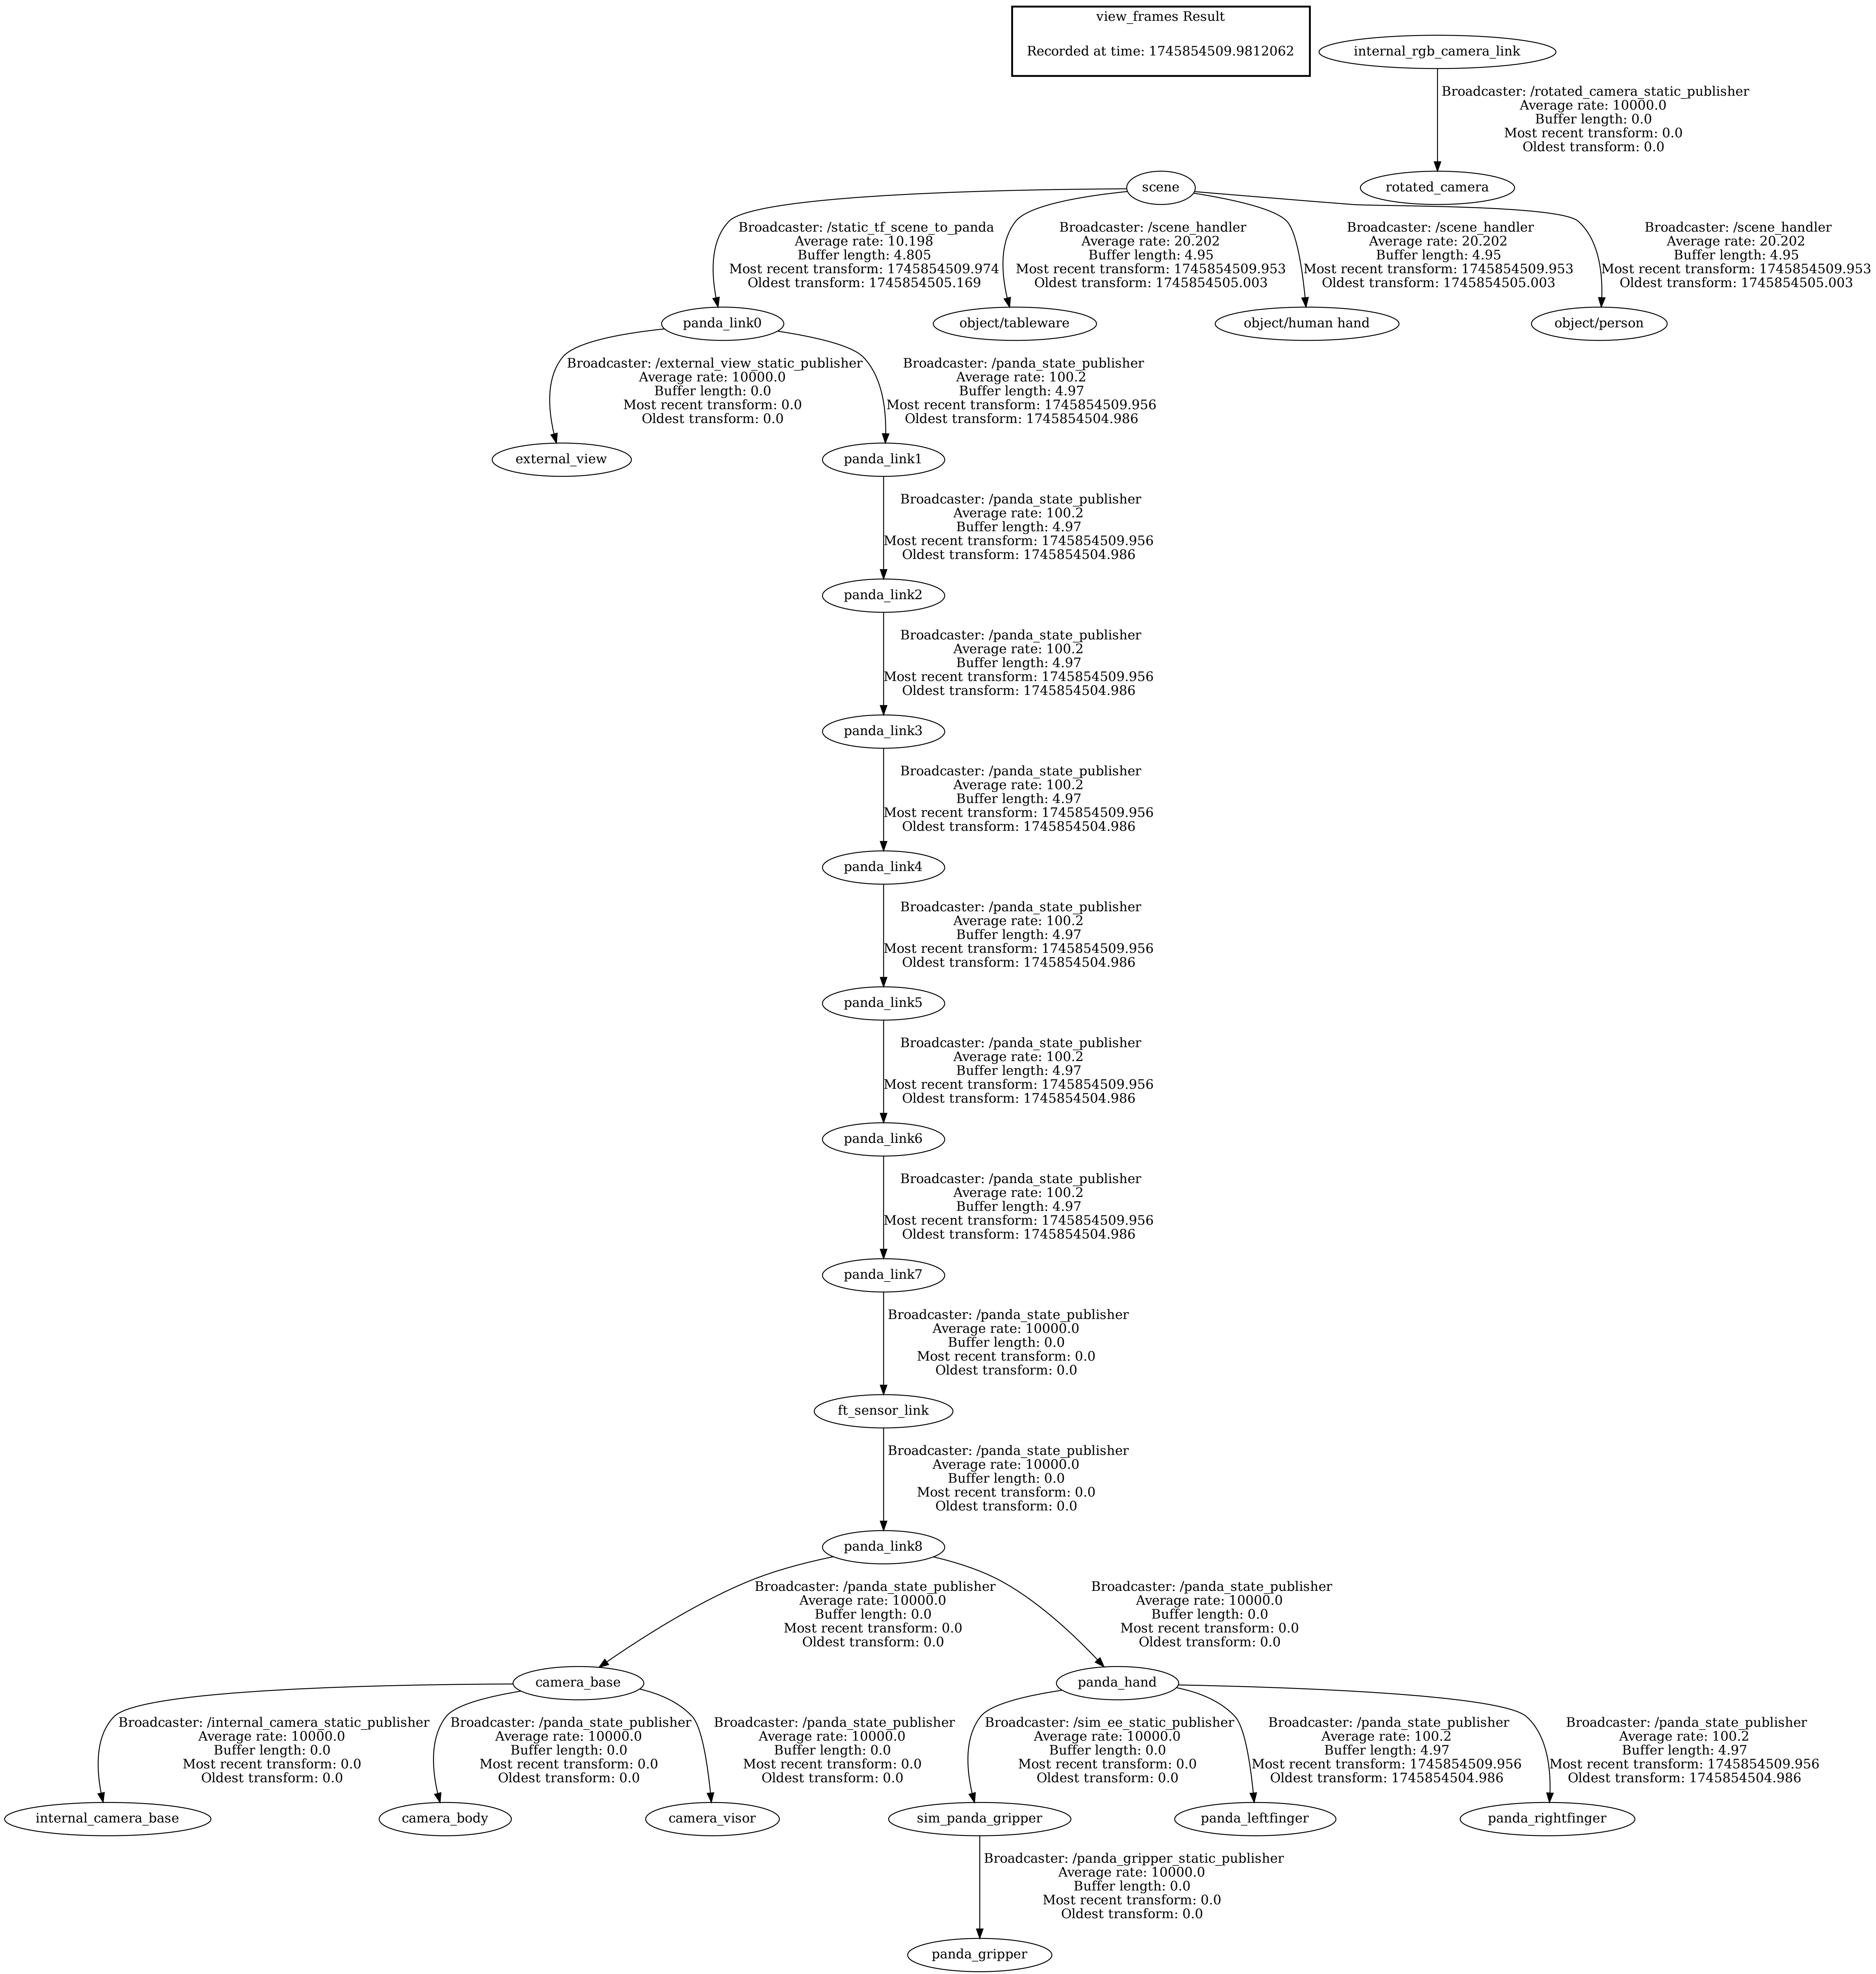 view_frames Result
Recorded at time: 1745854509.9812062
internal_rgb_camera_link
Broadcaster: /rotated_camera_static_publisher
Average rate: 10000.0
Buffer length: 0.0
Most recent transform: 0.0
Oldest transform: 0.0
scene
rotated_camera
Broadcaster: /static_tf_scene_to_panda
Average rate: 10.198
Buffer length: 4.805
Most recent transform: 1745854509.974
Oldest transform: 1745854505.169
Broadcaster: /scene_handler
Average rate: 20.202
Buffer length: 4.95
Most recent transform: 1745854509.953
Oldest transform: 1745854505.003
Broadcaster: /scene_handler
Average rate: 20.202
Buffer length: 4.95
Most recent transform: 1745854509.953
Oldest transform: 1745854505.003
Broadcaster: /scene_handler
Average rate: 20.202
Buffer length: 4.95
Most recent transform: 1745854509.953
Oldest transform: 1745854505.003
panda_link0
object/tableware
object/human hand
object/person
Broadcaster: /external_view_static_publisher
Average rate: 10000.0
Buffer length: 0.0
Most recent transform: 0.0
Oldest transform: 0.0
Broadcaster: /panda_state_publisher
Average rate: 100.2
Buffer length: 4.97
Most recent transform: 1745854509.956
Oldest transform: 1745854504.986
external_view
panda_link1
Broadcaster: /panda_state_publisher
Average rate: 100.2
Buffer length: 4.97
Most recent transform: 1745854509.956
Oldest transform: 1745854504.986
panda_link2
Broadcaster: /panda_state_publisher
Average rate: 100.2
Buffer length: 4.97
Most recent transform: 1745854509.956
Oldest transform: 1745854504.986
panda_link3
Broadcaster: /panda_state_publisher
Average rate: 100.2
Buffer length: 4.97
Most recent transform: 1745854509.956
Oldest transform: 1745854504.986
panda_link4
Broadcaster: /panda_state_publisher
Average rate: 100.2
Buffer length: 4.97
Most recent transform: 1745854509.956
Oldest transform: 1745854504.986
panda_link5
Broadcaster: /panda_state_publisher
Average rate: 100.2
Buffer length: 4.97
Most recent transform: 1745854509.956
Oldest transform: 1745854504.986
panda_link6
Broadcaster: /panda_state_publisher
Average rate: 100.2
Buffer length: 4.97
Most recent transform: 1745854509.956
Oldest transform: 1745854504.986
panda_link7
Broadcaster: /panda_state_publisher
Average rate: 10000.0
Buffer length: 0.0
Most recent transform: 0.0
Oldest transform: 0.0
ft_sensor_link
Broadcaster: /panda_state_publisher
Average rate: 10000.0
Buffer length: 0.0
Most recent transform: 0.0
Oldest transform: 0.0
panda_link8
Broadcaster: /panda_state_publisher
Average rate: 10000.0
Buffer length: 0.0
Most recent transform: 0.0
Oldest transform: 0.0
Broadcaster: /panda_state_publisher
Average rate: 10000.0
Buffer length: 0.0
Most recent transform: 0.0
Oldest transform: 0.0
camera_base
panda_hand
Broadcaster: /internal_camera_static_publisher
Average rate: 10000.0
Buffer length: 0.0
Most recent transform: 0.0
Oldest transform: 0.0
Broadcaster: /panda_state_publisher
Average rate: 10000.0
Buffer length: 0.0
Most recent transform: 0.0
Oldest transform: 0.0
Broadcaster: /panda_state_publisher
Average rate: 10000.0
Buffer length: 0.0
Most recent transform: 0.0
Oldest transform: 0.0
Broadcaster: /sim_ee_static_publisher
Average rate: 10000.0
Buffer length: 0.0
Most recent transform: 0.0
Oldest transform: 0.0
Broadcaster: /panda_state_publisher
Average rate: 100.2
Buffer length: 4.97
Most recent transform: 1745854509.956
Oldest transform: 1745854504.986
Broadcaster: /panda_state_publisher
Average rate: 100.2
Buffer length: 4.97
Most recent transform: 1745854509.956
Oldest transform: 1745854504.986
internal_camera_base
camera_body
camera_visor
sim_panda_gripper
panda_leftfinger
panda_rightfinger
Broadcaster: /panda_gripper_static_publisher
Average rate: 10000.0
Buffer length: 0.0
Most recent transform: 0.0
Oldest transform: 0.0
panda_gripper